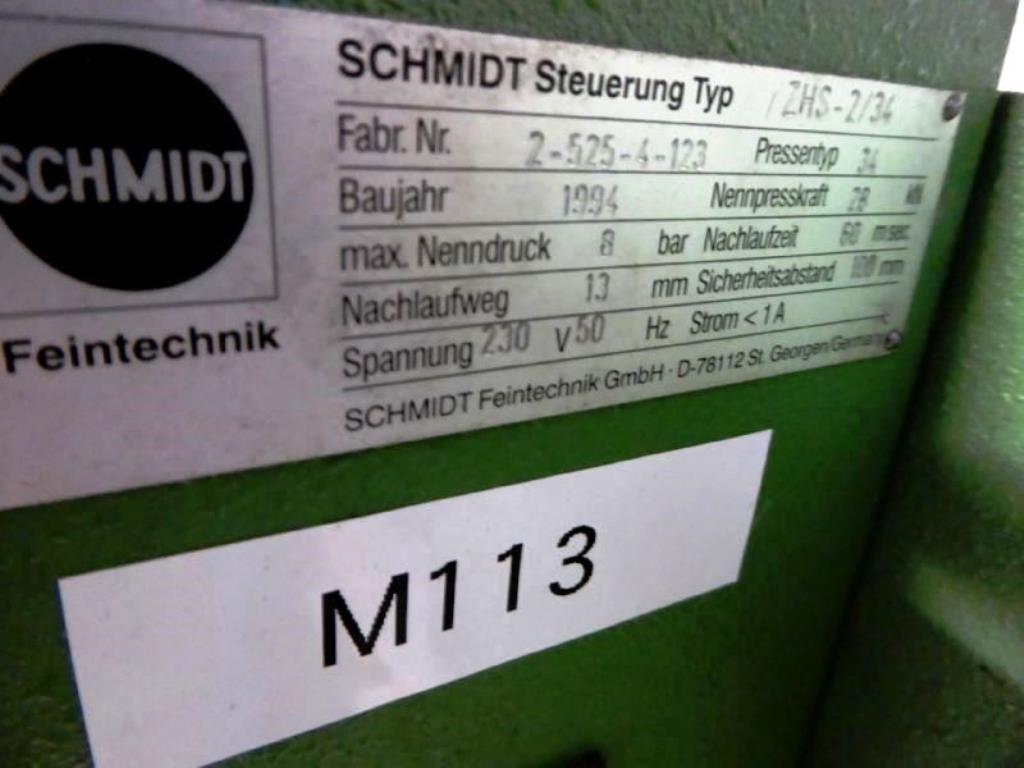 SCHMIDT
Feintechnik
SCHMIDT Steuerung Typ ZHS-2/34
Fabr. Nr. 2-525-4-123 Pressentyp 34
Baujahr 1994 Nennpresskraft 28 kN
max. Nenndruck 8 bar Nachlaufzeit 60 msec.
Nachlaufweg 13 mm Sicherheitsabstand 100 mm
Spannung 230 V 50 Hz Strom < 1 A
SCHMIDT Feintechnik GmbH · D-78112 St. Georgen/Germany
M113